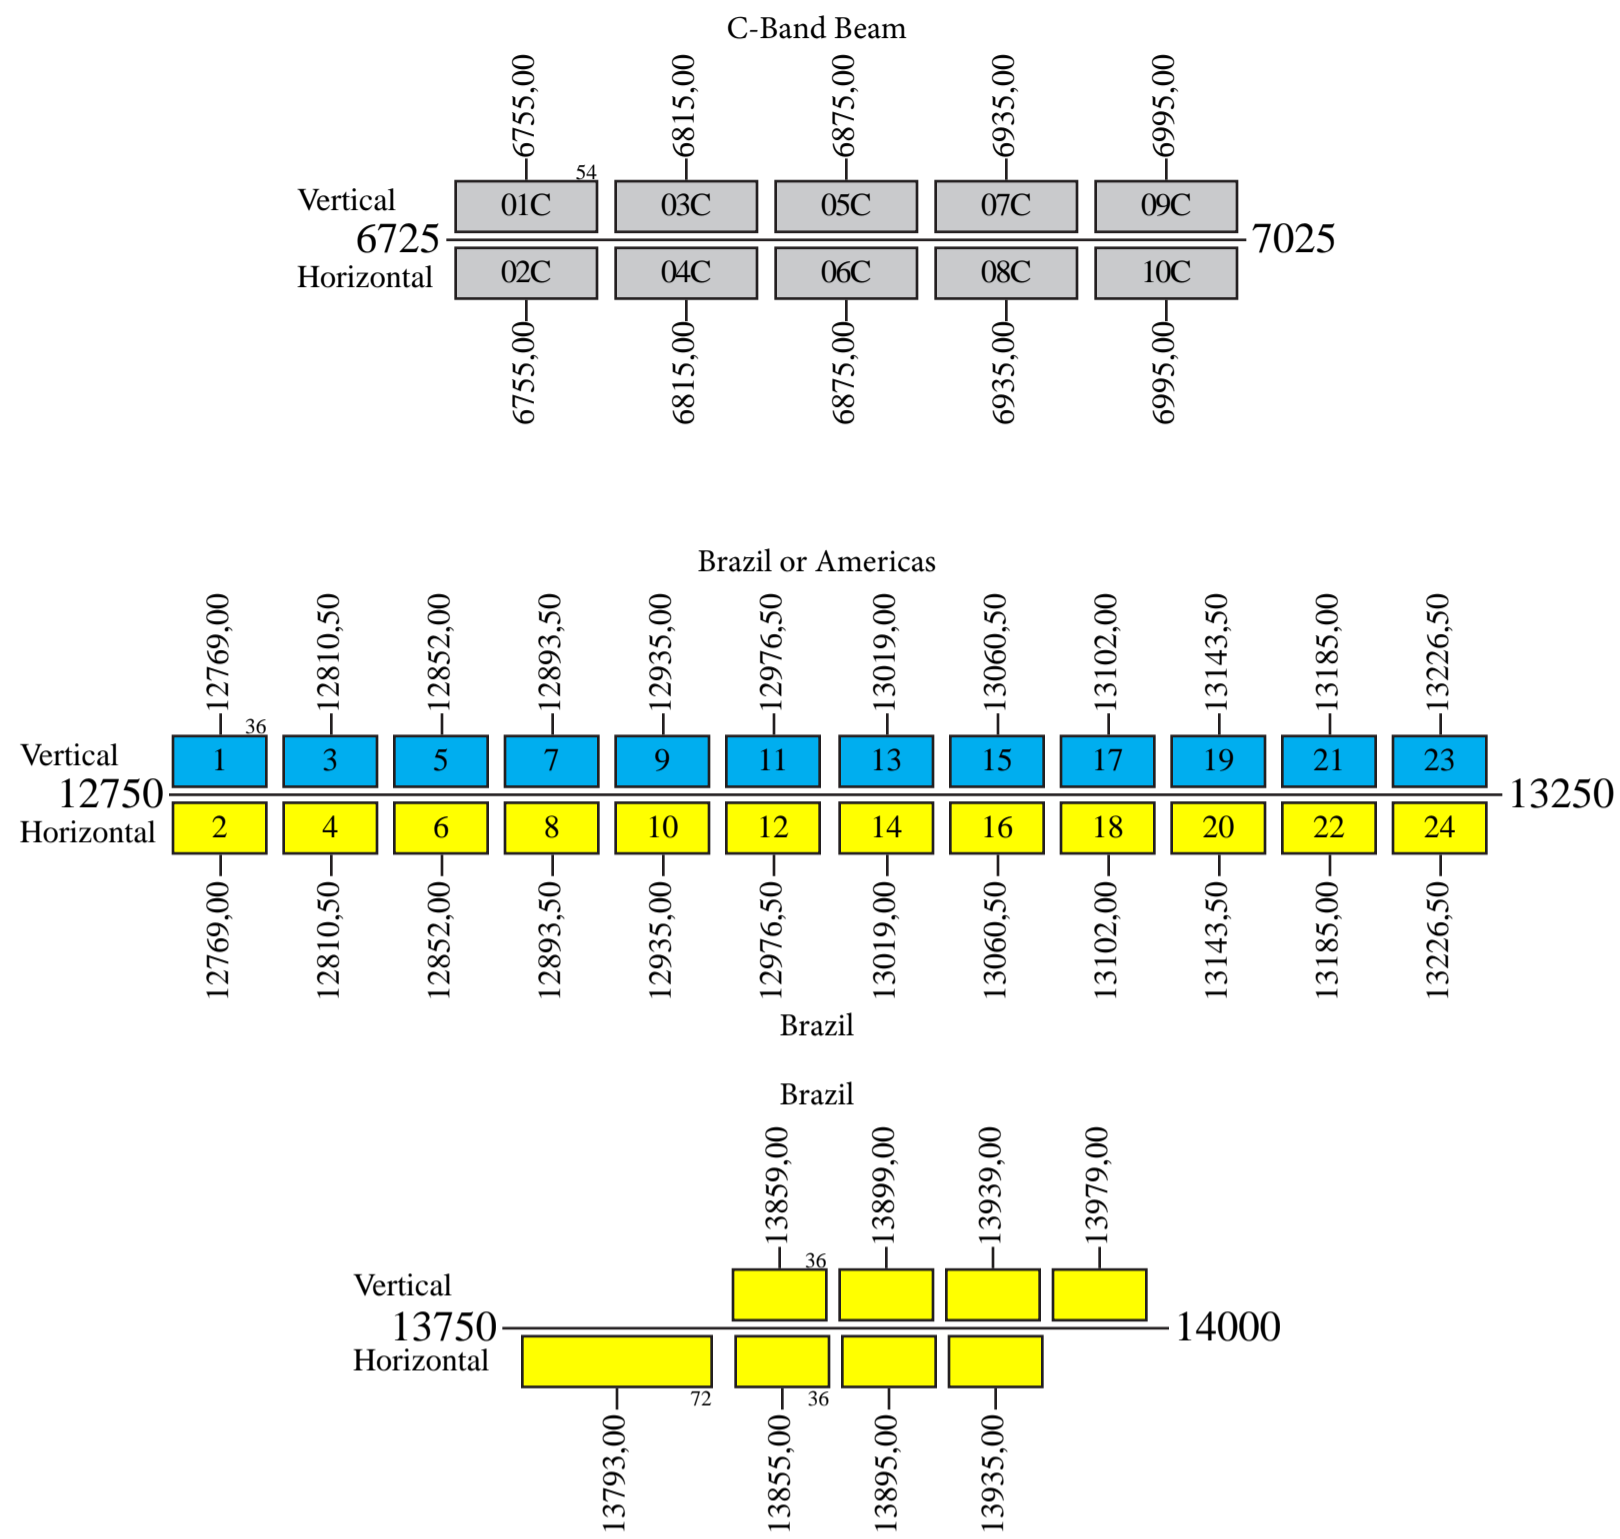 C-Band Beam
6755,00 6815,00 6875,00 6935,00 6995,00
54
Vertical 01C 03C 05C 07C 09C
6725 7025
Horizontal 02C 04C 06C 08C 10C
6755,00 6815,00 6875,00 6935,00 6995,00
Brazil or Americas
12769,00 12810,50 12852,00 12893,50 12935,00 12976,50 13019,00 13060,50 13102,00 13143,50 13185,00 13226,50
36
Vertical 1 3 5 7 9 11 13 15 17 19 21 23
12750 13250
Horizontal 2 4 6 8 10 12 14 16 18 20 22 24
12769,00 12810,50 12852,00 12893,50 12935,00 12976,50 13019,00 13060,50 13102,00 13143,50 13185,00 13226,50
Brazil
Brazil
13859,00 13899,00 13939,00 13979,00
36
Vertical
13750 14000
Horizontal
72 36
13793,00 13855,00 13895,00 13935,00